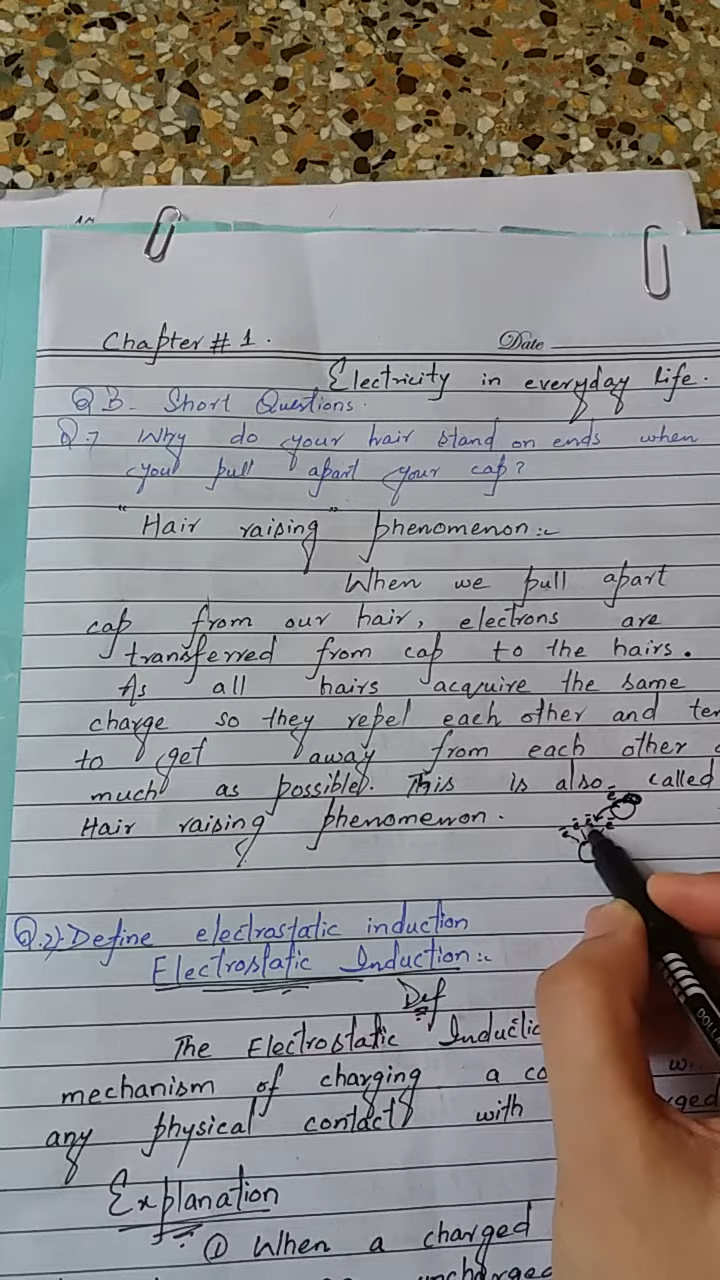 Chapter # 1.
Date
Electricity in everyday life.
Q B- Short Questions.
Q.1 Why do your hair stand on ends when
you pull apart your cap?
"Hair raising" phenomenon:-
When we pull apart
cap from our hair, electrons are
transferred from cap to the hairs.
As all hairs acquire the same
charge so they repel each other and
to get away from each other
much as possible. This is also called
Hair raising phenomenon.
Q.2) Define electrostatic induction
Electrostatic Induction:-
Def
The Electrostatic
mechanism of charging a
any physical contact with
Explanation
① When a charged